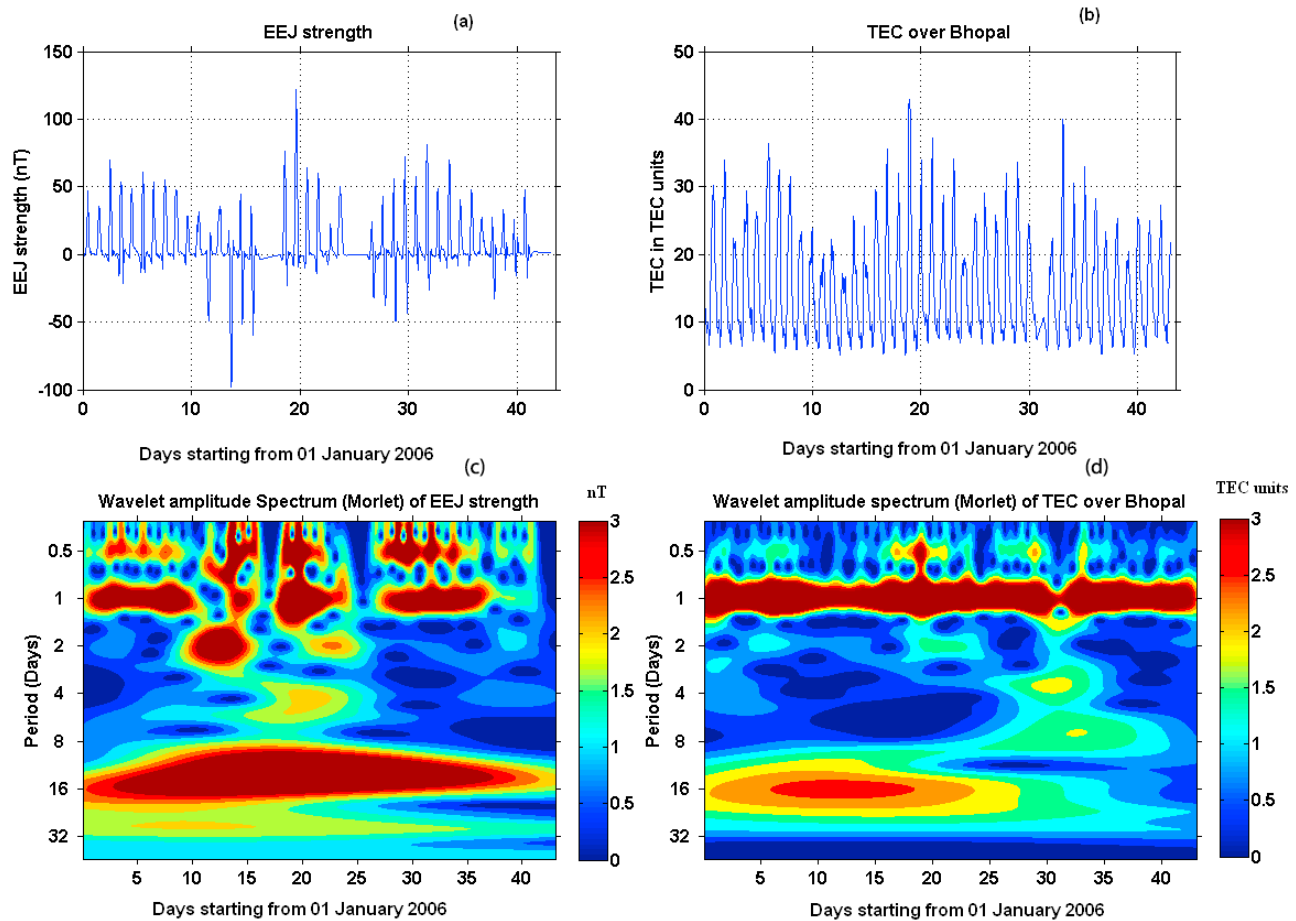 (a)
EEJ strength
150
100
50
0
-50
-100
EEJ strength (nT)
0 10 20 30 40
Days starting from 01 January 2006
(b)
TEC over Bhopal
50
40
30
20
10
0
TEC in TEC units
0 10 20 30 40
Days starting from 01 January 2006
(c)
Wavelet amplitude Spectrum (Morlet) of EEJ strength
nT
0.5
1
2
4
8
16
32
Period (Days)
5 10 15 20 25 30 35 40
Days starting from 01 January 2006
3
2.5
2
1.5
1
0.5
0
(d)
Wavelet amplitude spectrum (Morlet) of TEC over Bhopal
TEC units
0.5
1
2
4
8
16
32
Period (Days)
5 10 15 20 25 30 35 40
Days starting from 01 January 2006
3
2.5
2
1.5
1
0.5
0